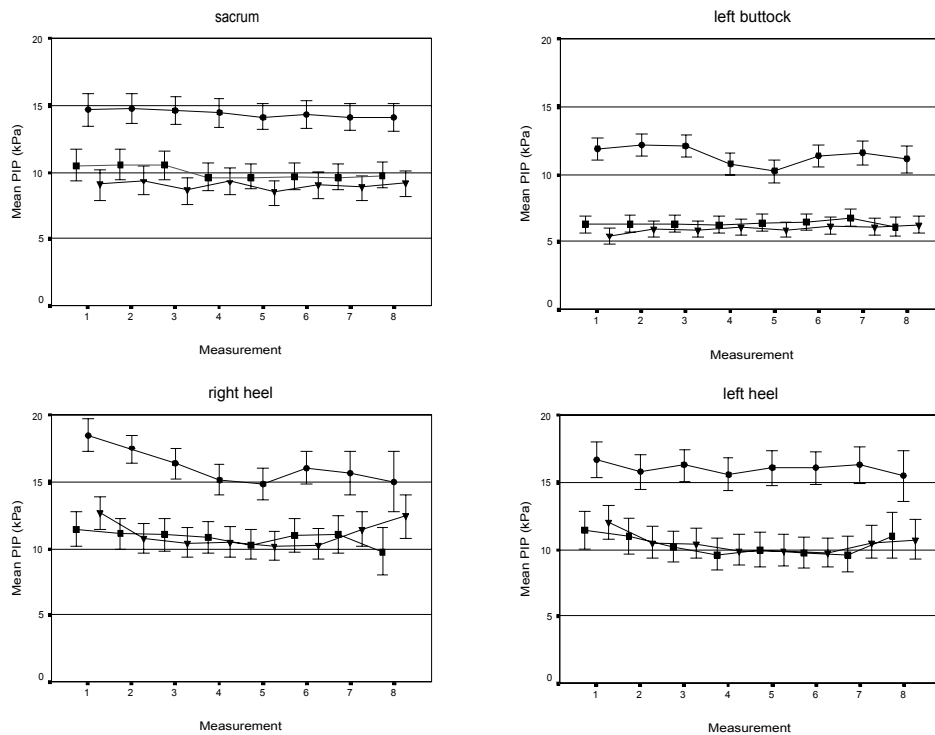 sacrum
20
15
10
5
0
Mean PIP (kPa)
1 2 3 4 5 6 7 8
Measurement
left buttock
20
15
10
5
0
Mean PIP (kPa)
1 2 3 4 5 6 7 8
Measurement
right heel
20
15
10
5
0
Mean PIP (kPa)
1 2 3 4 5 6 7 8
Measurement
left heel
20
15
10
5
0
Mean PIP (kPa)
1 2 3 4 5 6 7 8
Measurement